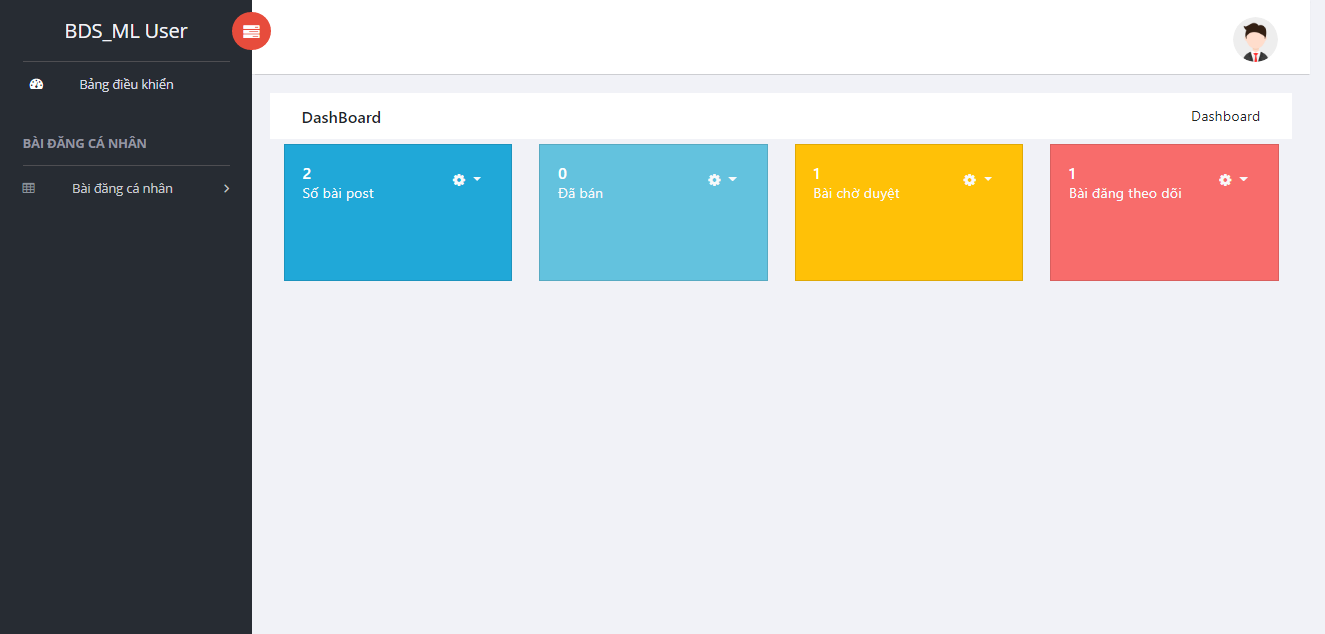 BDS_ML User
Bảng điều khiển
BÀI ĐĂNG CÁ NHÂN
Bài đăng cá nhân
DashBoard
Dashboard
2
Số bài post
0
Đã bán
1
Bài chờ duyệt
1
Bài đăng theo dõi